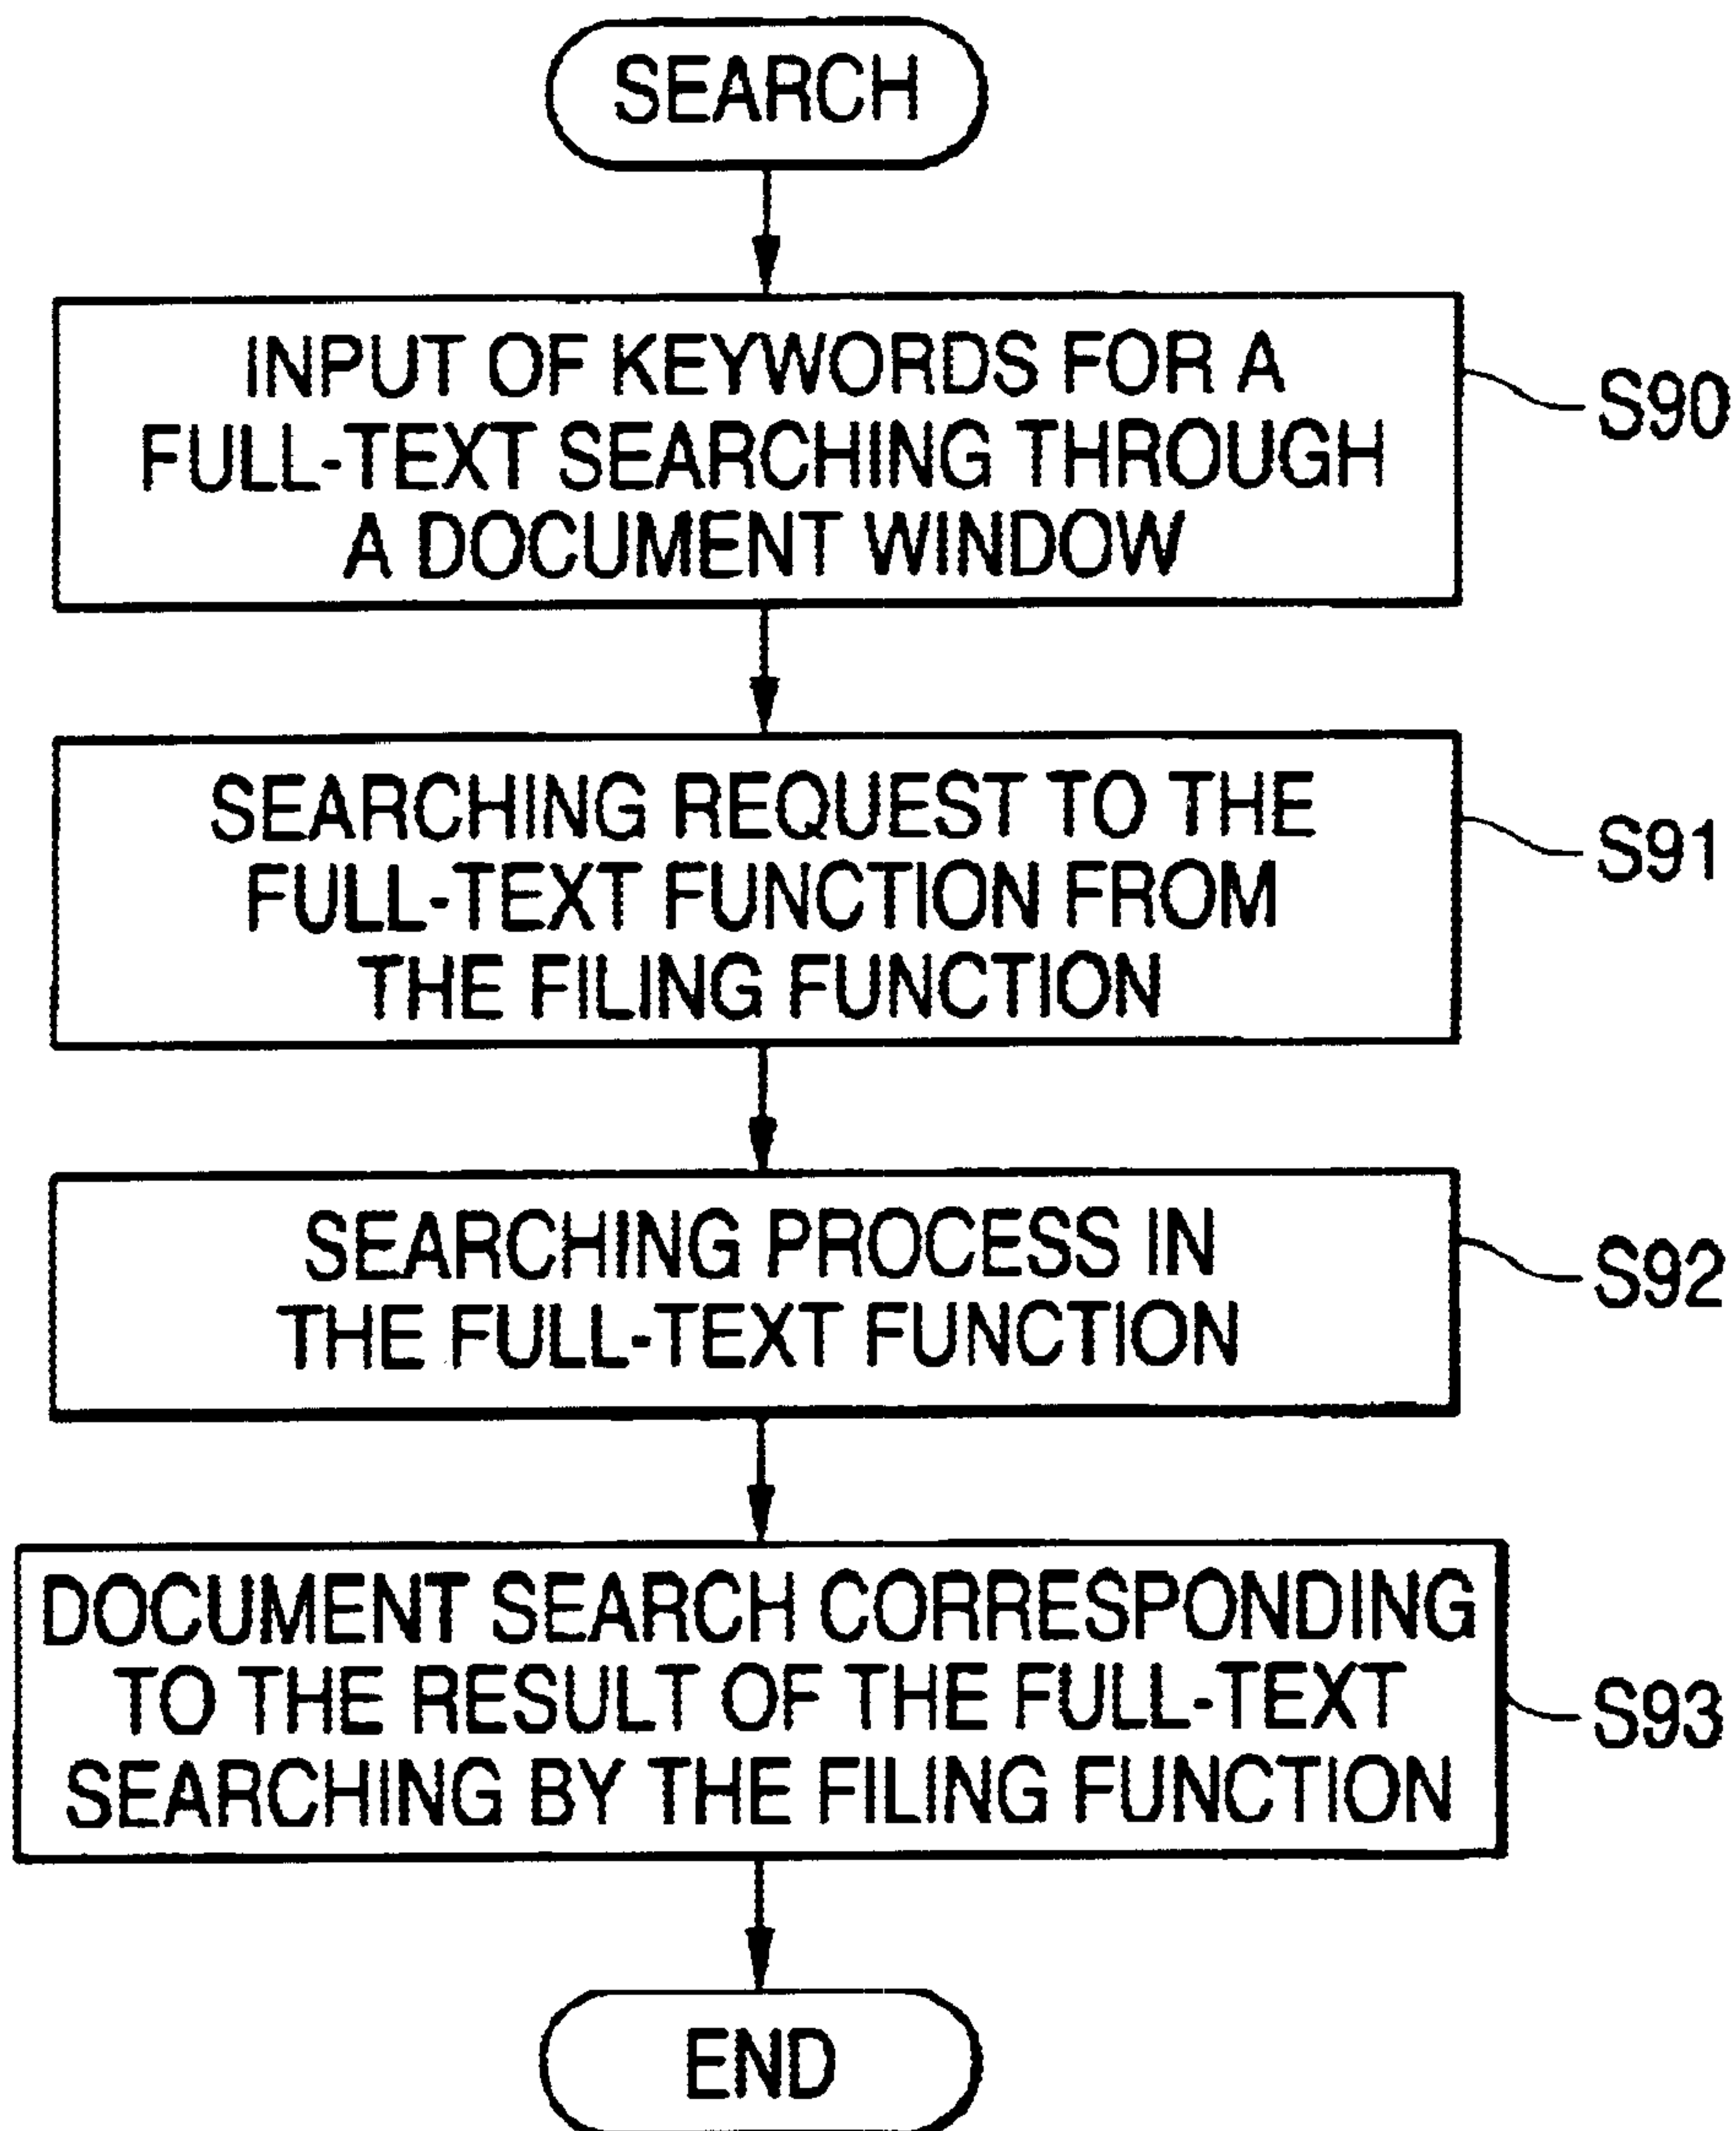 SEARCH
INPUT OF KEYWORDS FOR A
FULL-TEXT SEARCHING THROUGH
A DOCUMENT WINDOW
S90
SEARCHING REQUEST TO THE
FULL-TEXT FUNCTION FROM
THE FILING FUNCTION
S91
SEARCHING PROCESS IN
THE FULL-TEXT FUNCTION
S92
DOCUMENT SEARCH CORRESPONDING
TO THE RESULT OF THE FULL-TEXT
SEARCHING BY THE FILING FUNCTION
S93
END